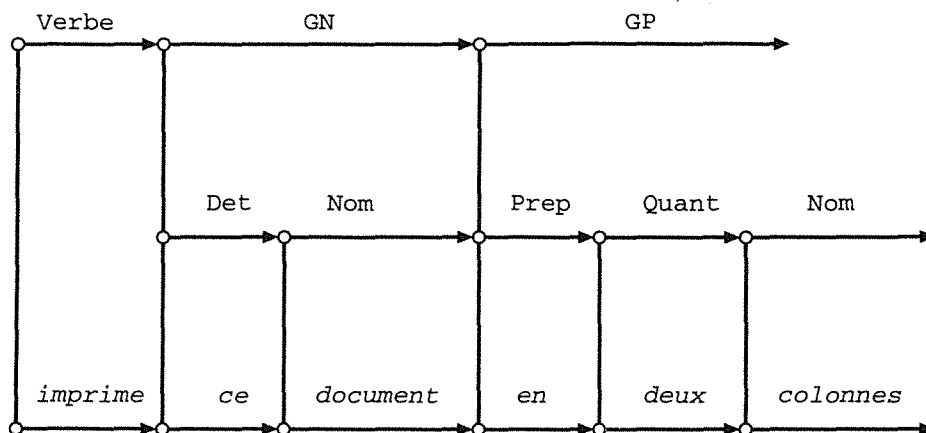 Verbe GN GP
Det Nom Prep Quant Nom
imprime ce document en deux colonnes